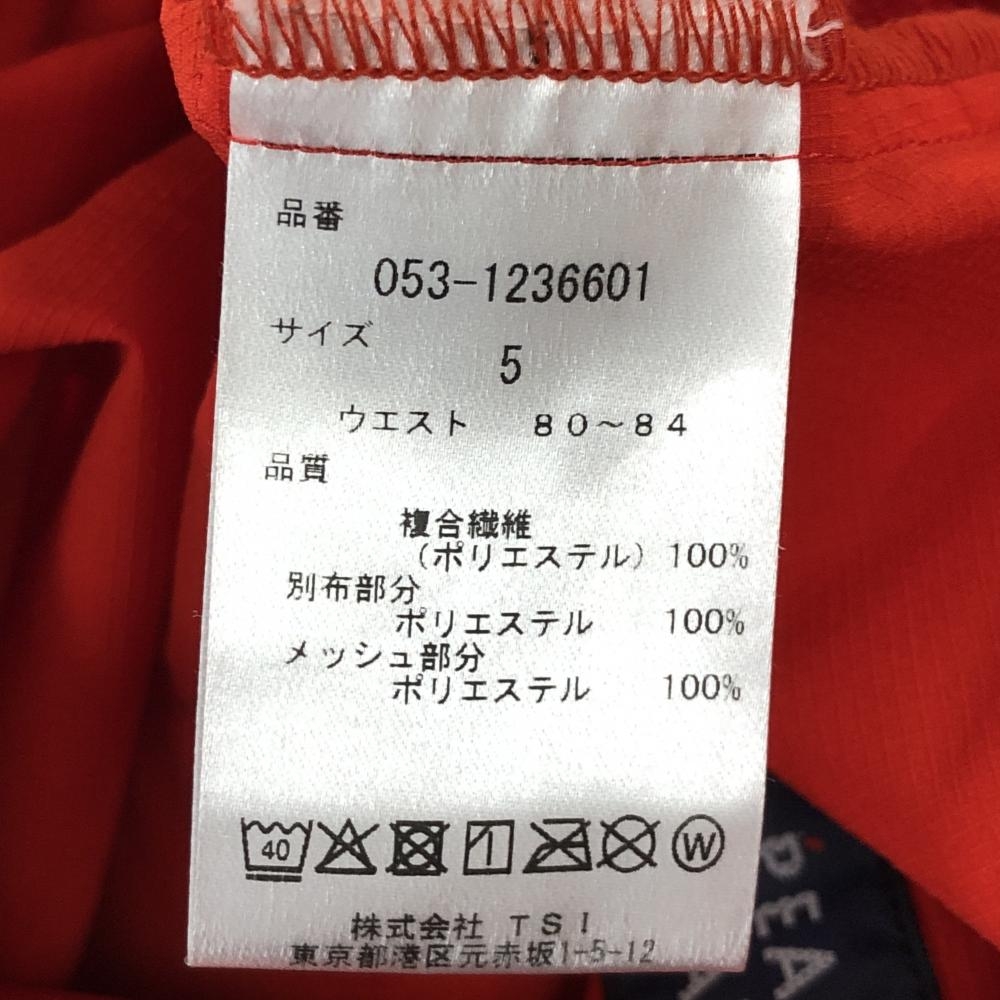 品番
053-1236601
サイズ
5
ウエスト 80～84
品質
複合繊維
(ポリエステル) 100%
別布部分
ポリエステル 100%
メッシュ部分
ポリエステル 100%
40
W
株式会社 TSI
東京都港区元赤坂1-5-12
PEA